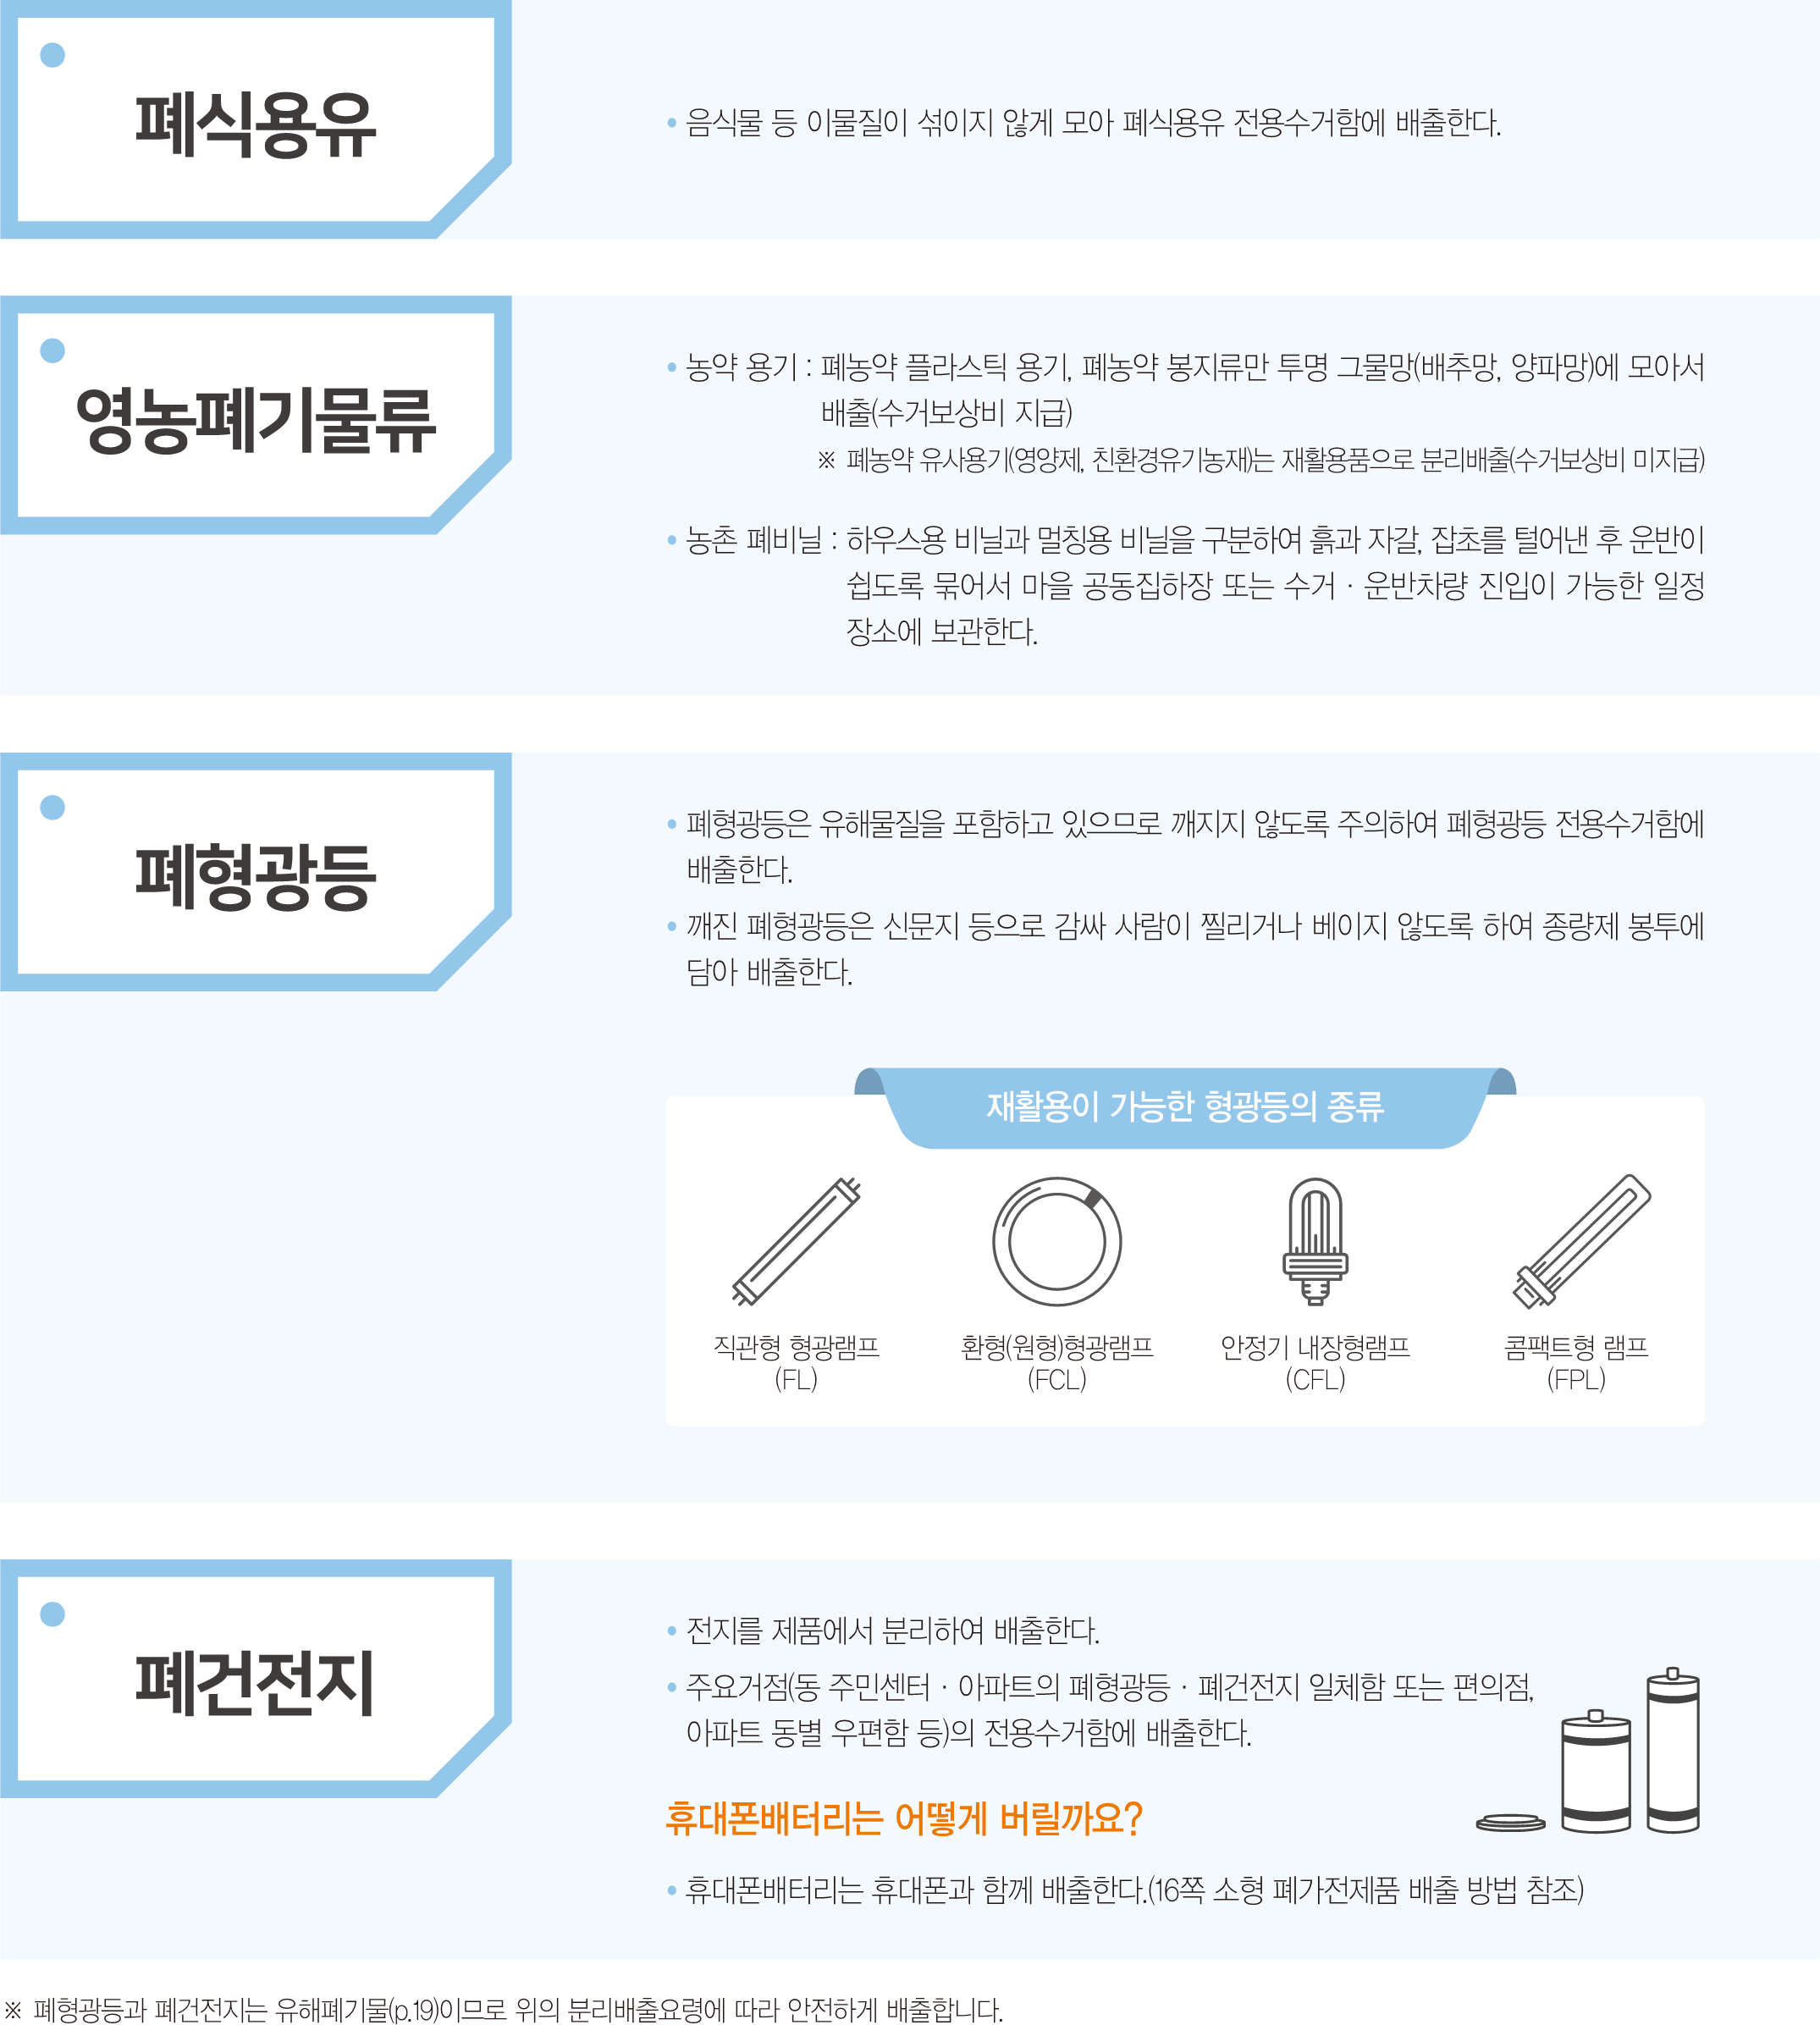 폐식용유
• 음식물 등 이물질이 섞이지 않게 모아 폐식용유 전용수거함에 배출한다.
영농폐기물류
• 농약 용기 : 폐농약 플라스틱 용기, 폐농약 봉지류만 투명 그물망(배추망, 양파망)에 모아서
배출(수거보상비 지급)
※ 폐농약 유사용기(영양제, 친환경유기농재)는 재활용품으로 분리배출(수거보상비 미지급)
• 농촌 폐비닐 : 하우스용 비닐과 멀칭용 비닐을 구분하여 흙과 자갈, 잡초를 털어낸 후 운반이
쉽도록 묶어서 마을 공동집하장 또는 수거 · 운반차량 진입이 가능한 일정
장소에 보관한다.
폐형광등
• 폐형광등은 유해물질을 포함하고 있으므로 깨지지 않도록 주의하여 폐형광등 전용수거함에
배출한다.
• 깨진 폐형광등은 신문지 등으로 감싸 사람이 찔리거나 베이지 않도록 하여 종량제 봉투에
담아 배출한다.
재활용이 가능한 형광등의 종류
직관형 형광램프
(FL)
환형(원형)형광램프
(FCL)
안정기 내장형램프
(CFL)
콤팩트형 램프
(FPL)
폐건전지
• 전지를 제품에서 분리하여 배출한다.
• 주요거점(동 주민센터 · 아파트의 폐형광등 · 폐건전지 일체함 또는 편의점,
아파트 동별 우편함 등)의 전용수거함에 배출한다.
휴대폰배터리는 어떻게 버릴까요?
• 휴대폰배터리는 휴대폰과 함께 배출한다.(16쪽 소형 폐가전제품 배출 방법 참조)
※ 폐형광등과 폐건전지는 유해폐기물(p.19)이므로 위의 분리배출요령에 따라 안전하게 배출합니다.